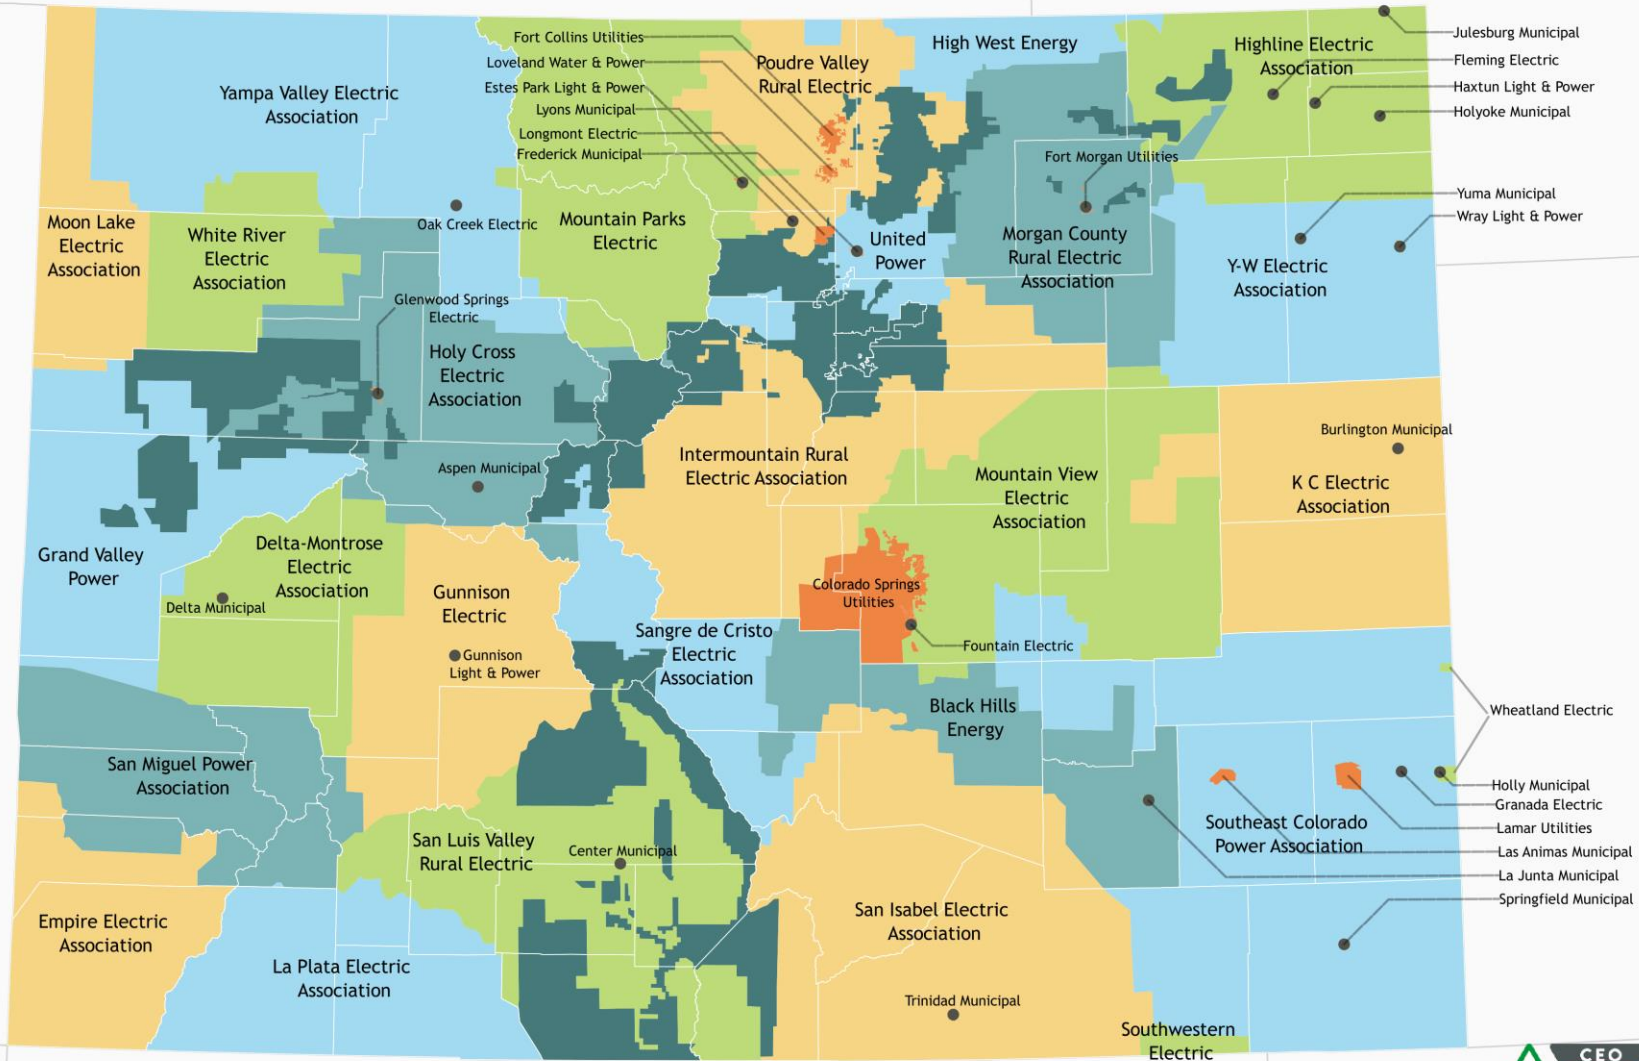 Fort Collins Utilities
Loveland Water & Power
Estes Park Light & Power
Lyons Municipal
Longmont Electric
Frederick Municipal
Poudre Valley
Rural Electric
High West Energy
Highline Electric
Association
Julesburg Municipal
Fleming Electric
Haxtun Light & Power
Holyoke Municipal
Yampa Valley Electric
Association
Fort Morgan Utilities
Yuma Municipal
Wray Light & Power
Moon Lake
Electric
Association
White River
Electric
Association
Oak Creek Electric
Mountain Parks
Electric
United
Power
Morgan County
Rural Electric
Association
Y-W Electric
Association
Glenwood Springs
Electric
Holy Cross
Electric
Association
Aspen Municipal
Intermountain Rural
Electric Association
Mountain View
Electric
Association
Burlington Municipal
K C Electric
Association
Grand Valley
Power
Delta-Montrose
Electric
Association
Delta Municipal
Gunnison
Electric
Gunnison
Light & Power
Colorado Springs
Utilities
Fountain Electric
Sangre de Cristo
Electric
Association
Black Hills
Energy
Wheatland Electric
San Miguel Power
Association
Holly Municipal
Granada Electric
Lamar Utilities
Las Animas Municipal
La Junta Municipal
Springfield Municipal
Southeast Colorado
Power Association
San Luis Valley
Rural Electric
Center Municipal
Empire Electric
Association
La Plata Electric
Association
San Isabel Electric
Association
Trinidad Municipal
Southwestern
Electric
CEO